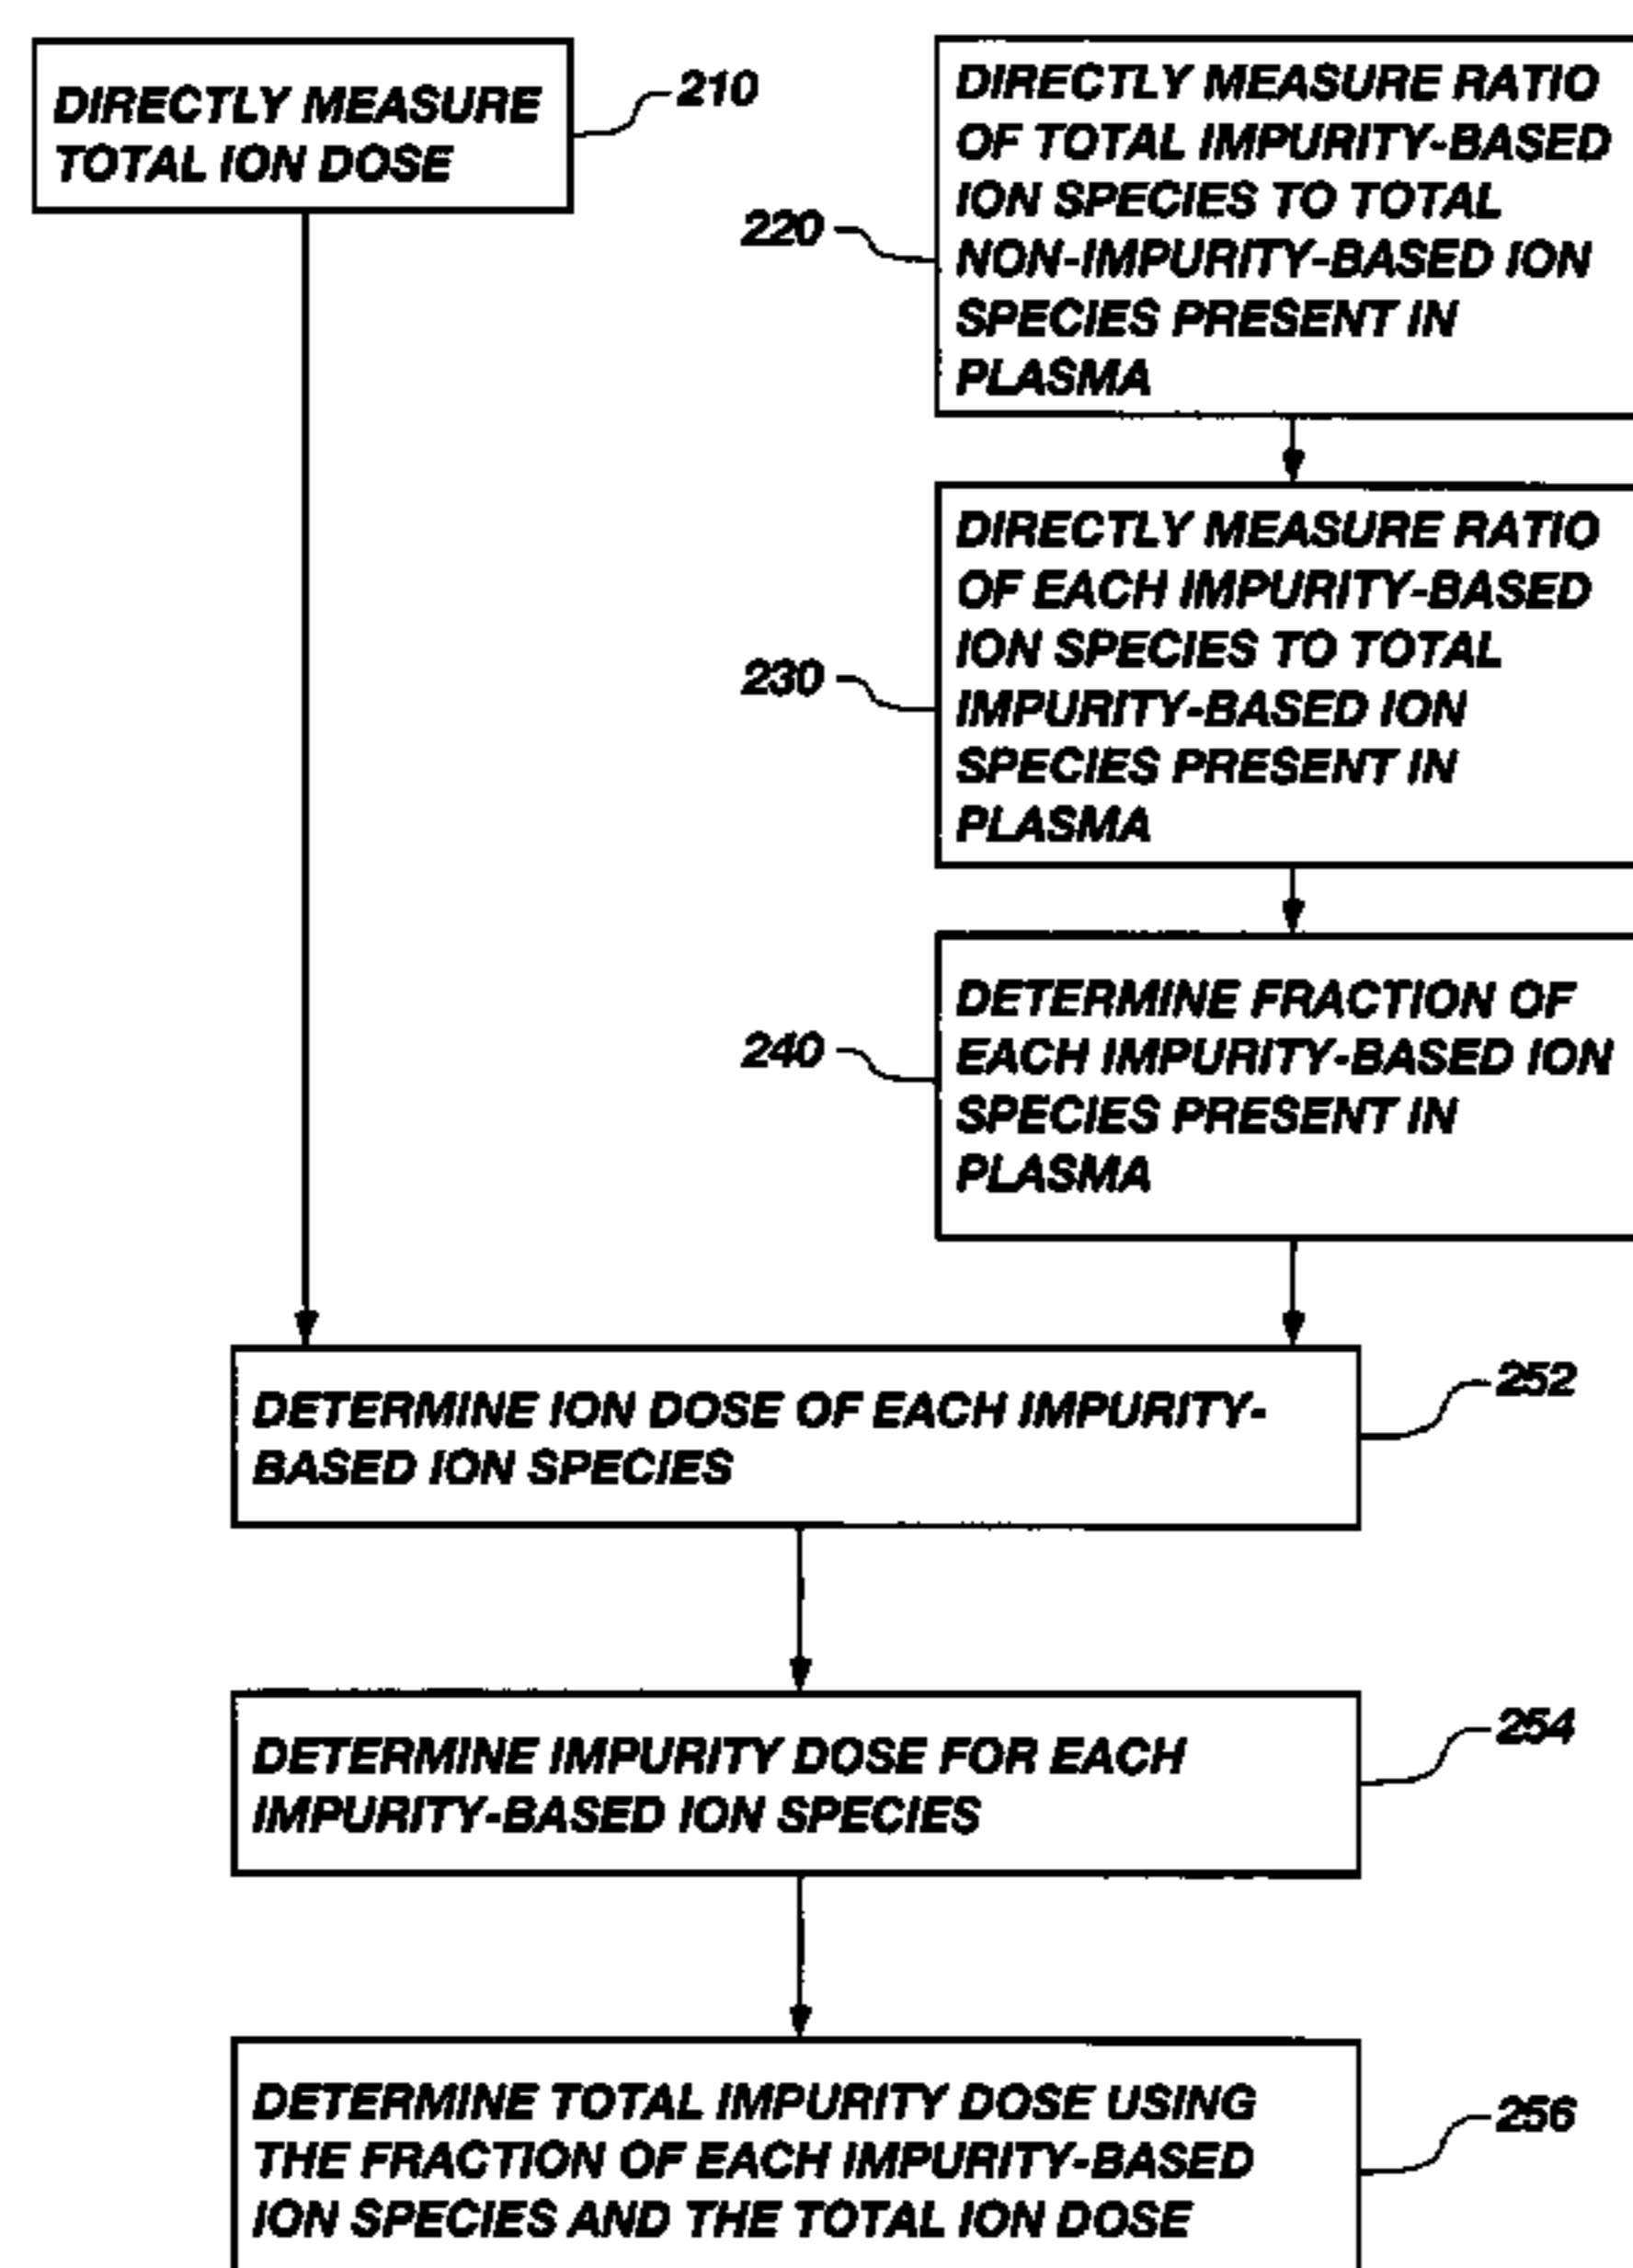 DIRECTLY MEASURE
TOTAL ION DOSE
210
DIRECTLY MEASURE RATIO
OF TOTAL IMPURITY-BASED
ION SPECIES TO TOTAL
NON-IMPURITY-BASED ION
SPECIES PRESENT IN
PLASMA
220
DIRECTLY MEASURE RATIO
OF EACH IMPURITY-BASED
ION SPECIES TO TOTAL
IMPURITY-BASED ION
SPECIES PRESENT IN
PLASMA
230
DETERMINE FRACTION OF
EACH IMPURITY-BASED ION
SPECIES PRESENT IN
PLASMA
240
DETERMINE ION DOSE OF EACH IMPURITY-
BASED ION SPECIES
252
DETERMINE IMPURITY DOSE FOR EACH
IMPURITY-BASED ION SPECIES
254
DETERMINE TOTAL IMPURITY DOSE USING
THE FRACTION OF EACH IMPURITY-BASED
ION SPECIES AND THE TOTAL ION DOSE
256